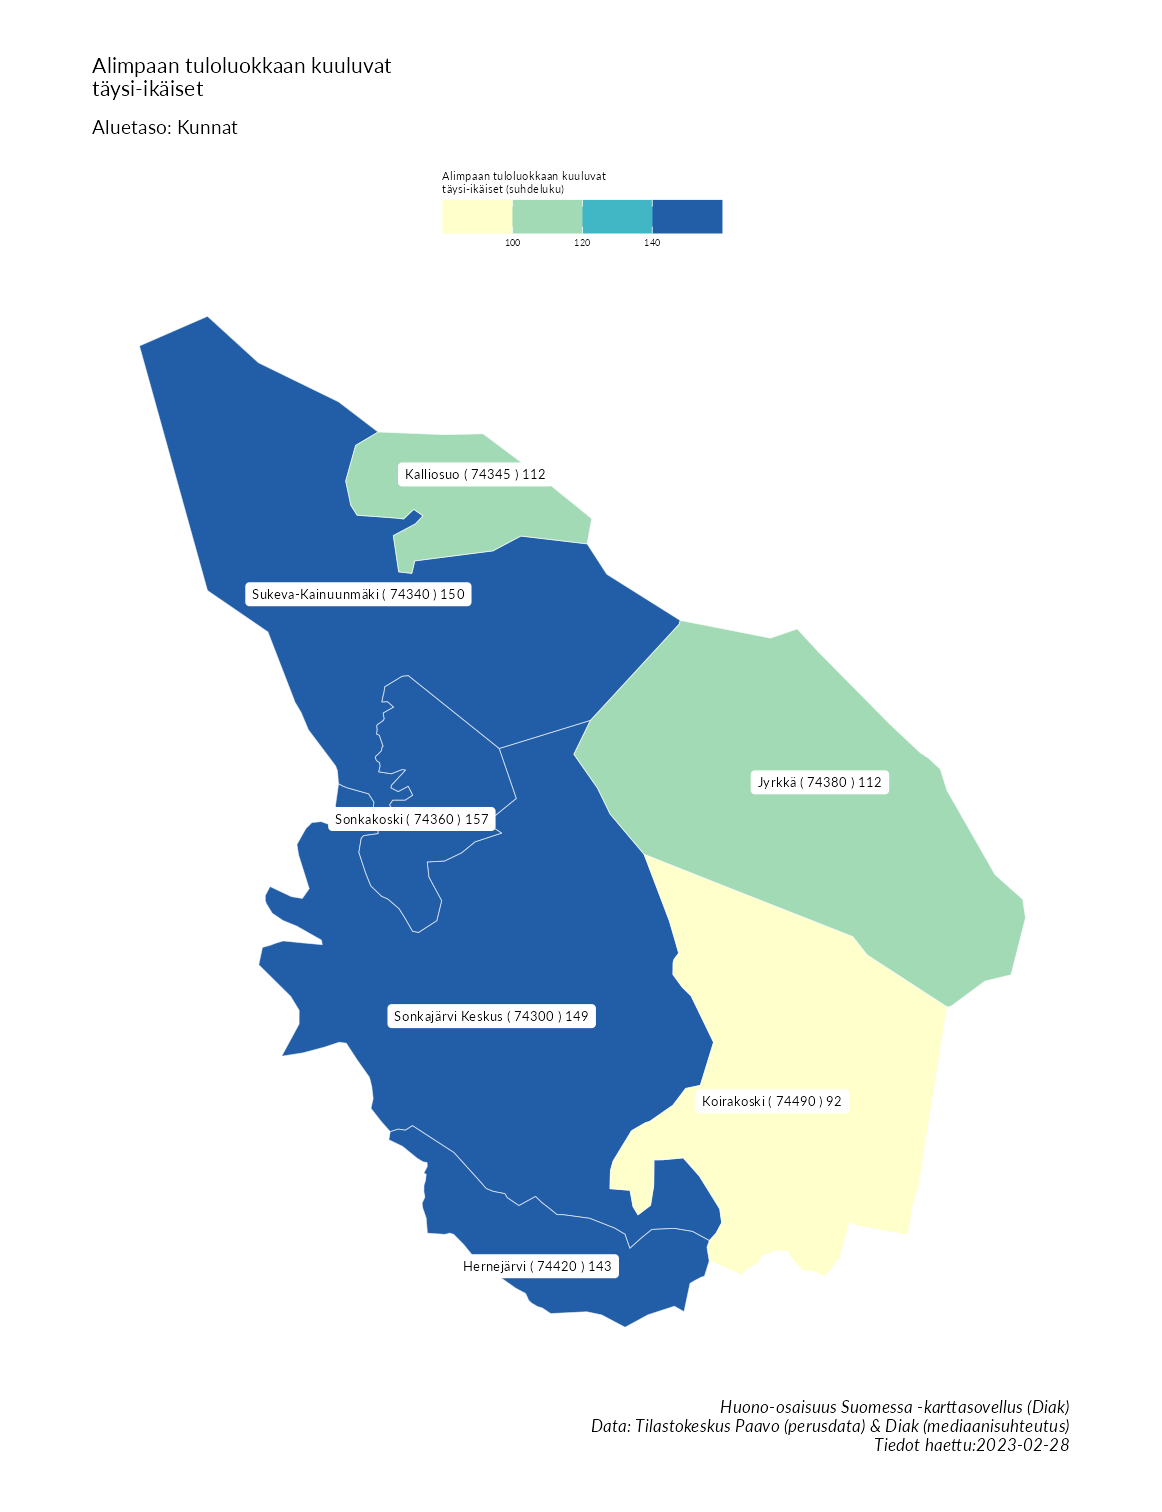 Alimpaan tuloluokkaan kuuluvat
täysi-ikäiset
Aluetaso: Kunnat
Alimpaan tuloluokkaan kuuluvat
täysi-ikäiset (suhdeluku)
100 120 140
Kalliosuo ( 74345 ) 112
Sukeva-Kainuunmäki ( 74340 ) 150
Jyrkkä ( 74380 ) 112
Sonkakoski ( 74360 ) 157
Sonkajärvi Keskus ( 74300 ) 149
Koirakoski ( 74490 ) 92
Hernejärvi ( 74420 ) 143
Huono-osaisuus Suomessa -karttasovellus (Diak)
Data: Tilastokeskus Paavo (perusdata) & Diak (mediaanisuhteutus)
Tiedot haettu:2023-02-28